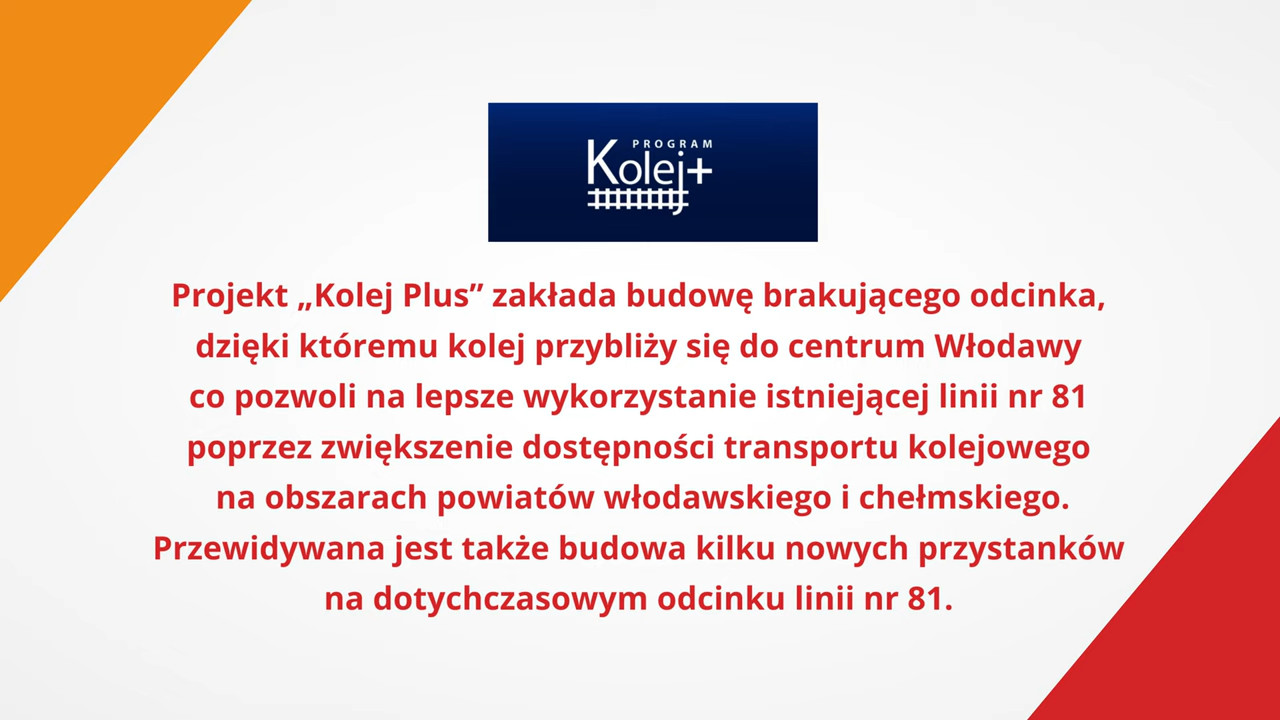 PROGRAM
Kolej+
Projekt „Kolej Plus” zakłada budowę brakującego odcinka,
dzięki któremu kolej przybliży się do centrum Włodawy
co pozwoli na lepsze wykorzystanie istniejącej linii nr 81
poprzez zwiększenie dostępności transportu kolejowego
na obszarach powiatów włodawskiego i chełmskiego.
Przewidywana jest także budowa kilku nowych przystanków
na dotychczasowym odcinku linii nr 81.